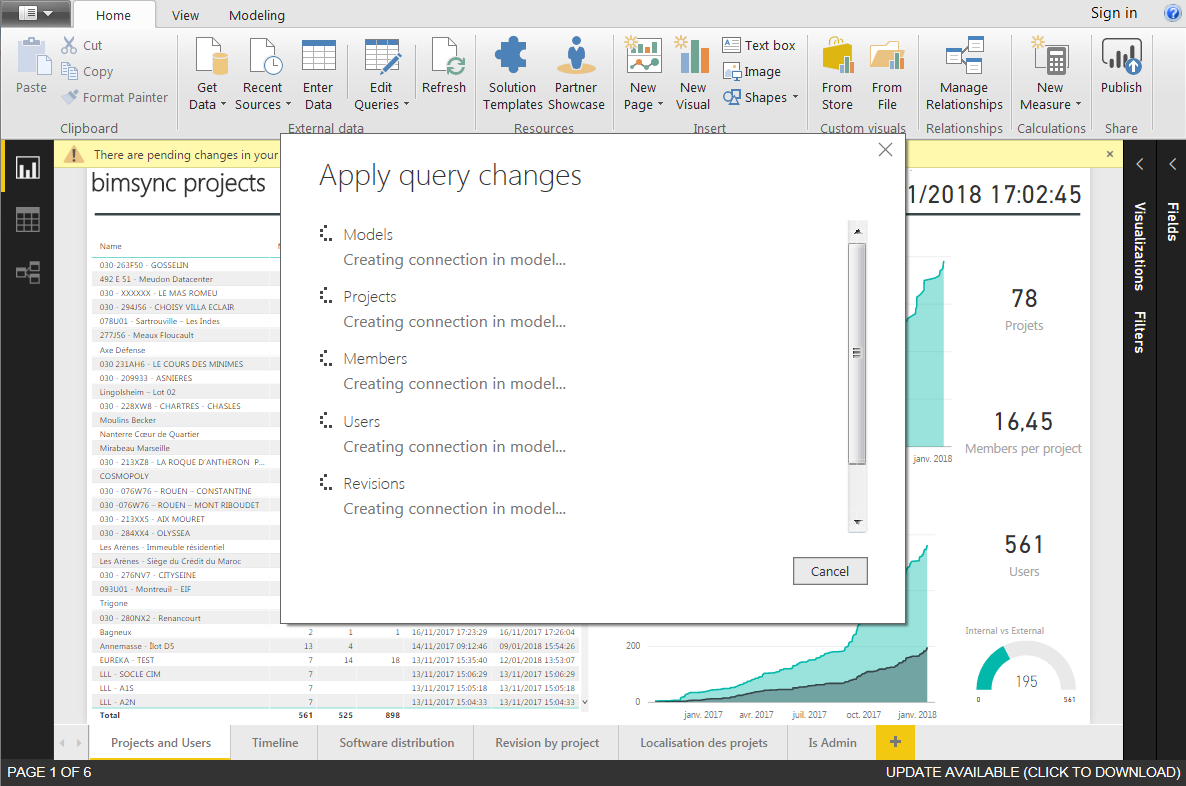 Home View Modeling Sign in
Paste
Cut
Copy
Format Painter
Clipboard
Get Data
Recent Sources
Enter Data
Edit Queries
Refresh
External data
Solution Templates
Partner Showcase
Resources
New Page
New Visual
Text box
Image
Shapes
Insert
From Store
From File
Custom visuals
Manage Relationships
Relationships
New Measure
Calculations
Publish
Share
There are pending changes in your
bimsync projects
1/2018 17:02:45
Name
030-263F50 - GOSSELIN
492 E 51 - Meudon Datacenter
030 - XXXXXX - LE MAS ROMEU
030 - 294J56 - CHOISY VILLA ECLAIR
078U01 - Sartrouville – Les Indes
277J56 - Meaux Floucault
Axe Défense
030 231AH6 - LE COURS DES MINIMES
030 - 209933 - ASNIERES
Lingolsheim – Lot 02
030 - 228XW8 - CHARTRES - CHASLES
Moulins Becker
Nanterre Cœur de Quartier
Mirabeau Marseille
030 - 213XZ8 - LA ROQUE D'ANTHERON P...
COSMOPOLY
030 - 076W76 – ROUEN – CONSTANTINE
030 -076W76 – ROUEN – MONT RIBOUDET
030 - 213XX5 - AIX MOURET
030 - 284XX4 - OLYSSEA
Les Arènes - Immeuble résidentiel
Les Arènes - Siège du Crédit du Maroc
030 - 276NV7 - CITYSEINE
093U01 - Montreuil – EIF
Trigone
030 - 280NX2 - Renancourt
Bagneux 2 1 1 16/11/2017 17:23:29 16/11/2017 17:26:04
Annemasse - Îlot D5 13 4 14/11/2017 09:12:46 09/01/2018 15:54:26
EUREKA - TEST 7 14 18 13/11/2017 15:35:40 12/01/2018 13:53:07
LLL - SOCLE CIM 7 13/11/2017 15:06:29 13/11/2017 15:06:29
LLL - A1S 7 13/11/2017 15:05:18 13/11/2017 15:05:18
LLL - A2N 7 13/11/2017 15:04:33 13/11/2017 15:04:33
Total 561 525 898
Apply query changes
Models
Creating connection in model...
Projects
Creating connection in model...
Members
Creating connection in model...
Users
Creating connection in model...
Revisions
Creating connection in model...
Cancel
janv. 2018
200
0
janv. 2017 avr. 2017 juil. 2017 oct. 2017 janv. 2018
78
Projets
16,45
Members per project
561
Users
Internal vs External
195
0 561
Visualizations
Filters
Fields
Projects and Users Timeline Software distribution Revision by project Localisation des projets Is Admin +
PAGE 1 OF 6 UPDATE AVAILABLE (CLICK TO DOWNLOAD)